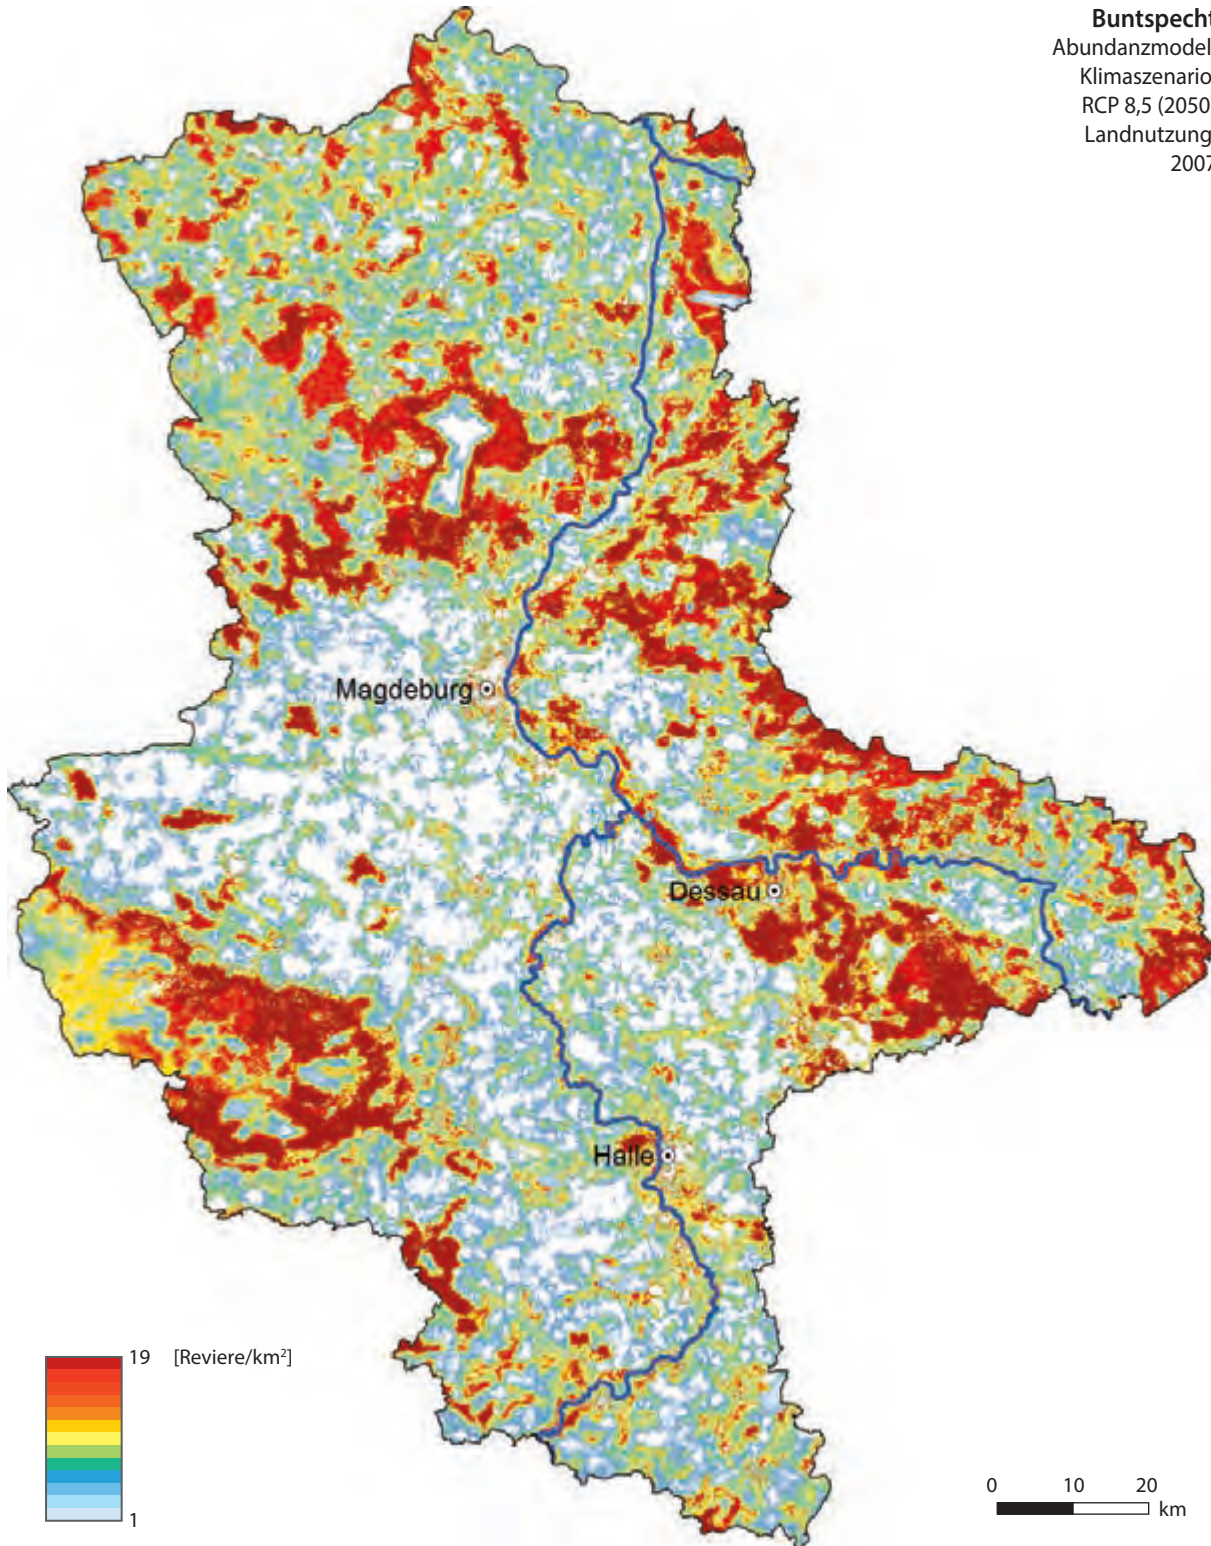 Buntspecht
Abundanzmodel
Klimaszenario
RCP 8,5 (2050
Landnutzung
2007
Magdeburg
Dessau
Halle
19 [Reviere/km²]
1
0 10 20
km